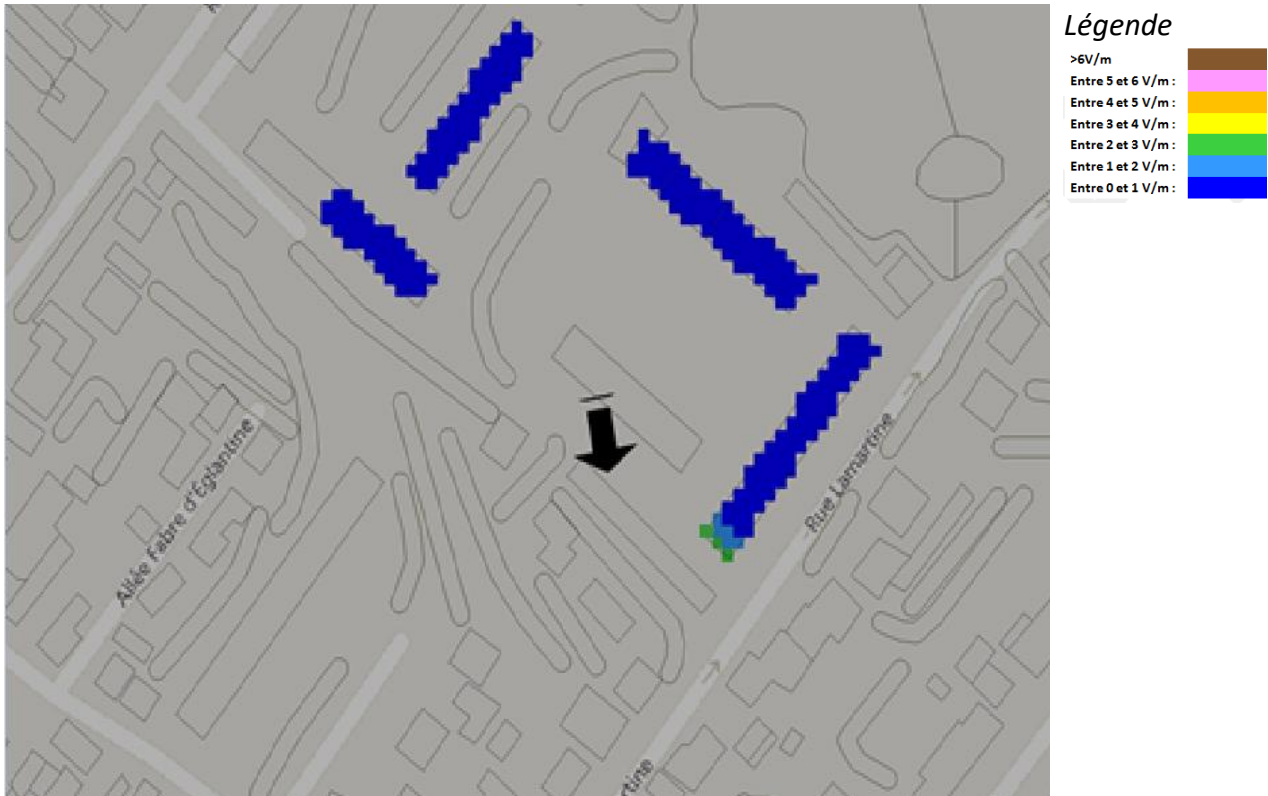 Légende
>6V/m
Entre 5 et 6 V/m :
Entre 4 et 5 V/m :
Entre 3 et 4 V/m :
Entre 2 et 3 V/m :
Entre 1 et 2 V/m :
Entre 0 et 1 V/m :
Rue Lamartine
Allée Fabre d'Églantine
rtine